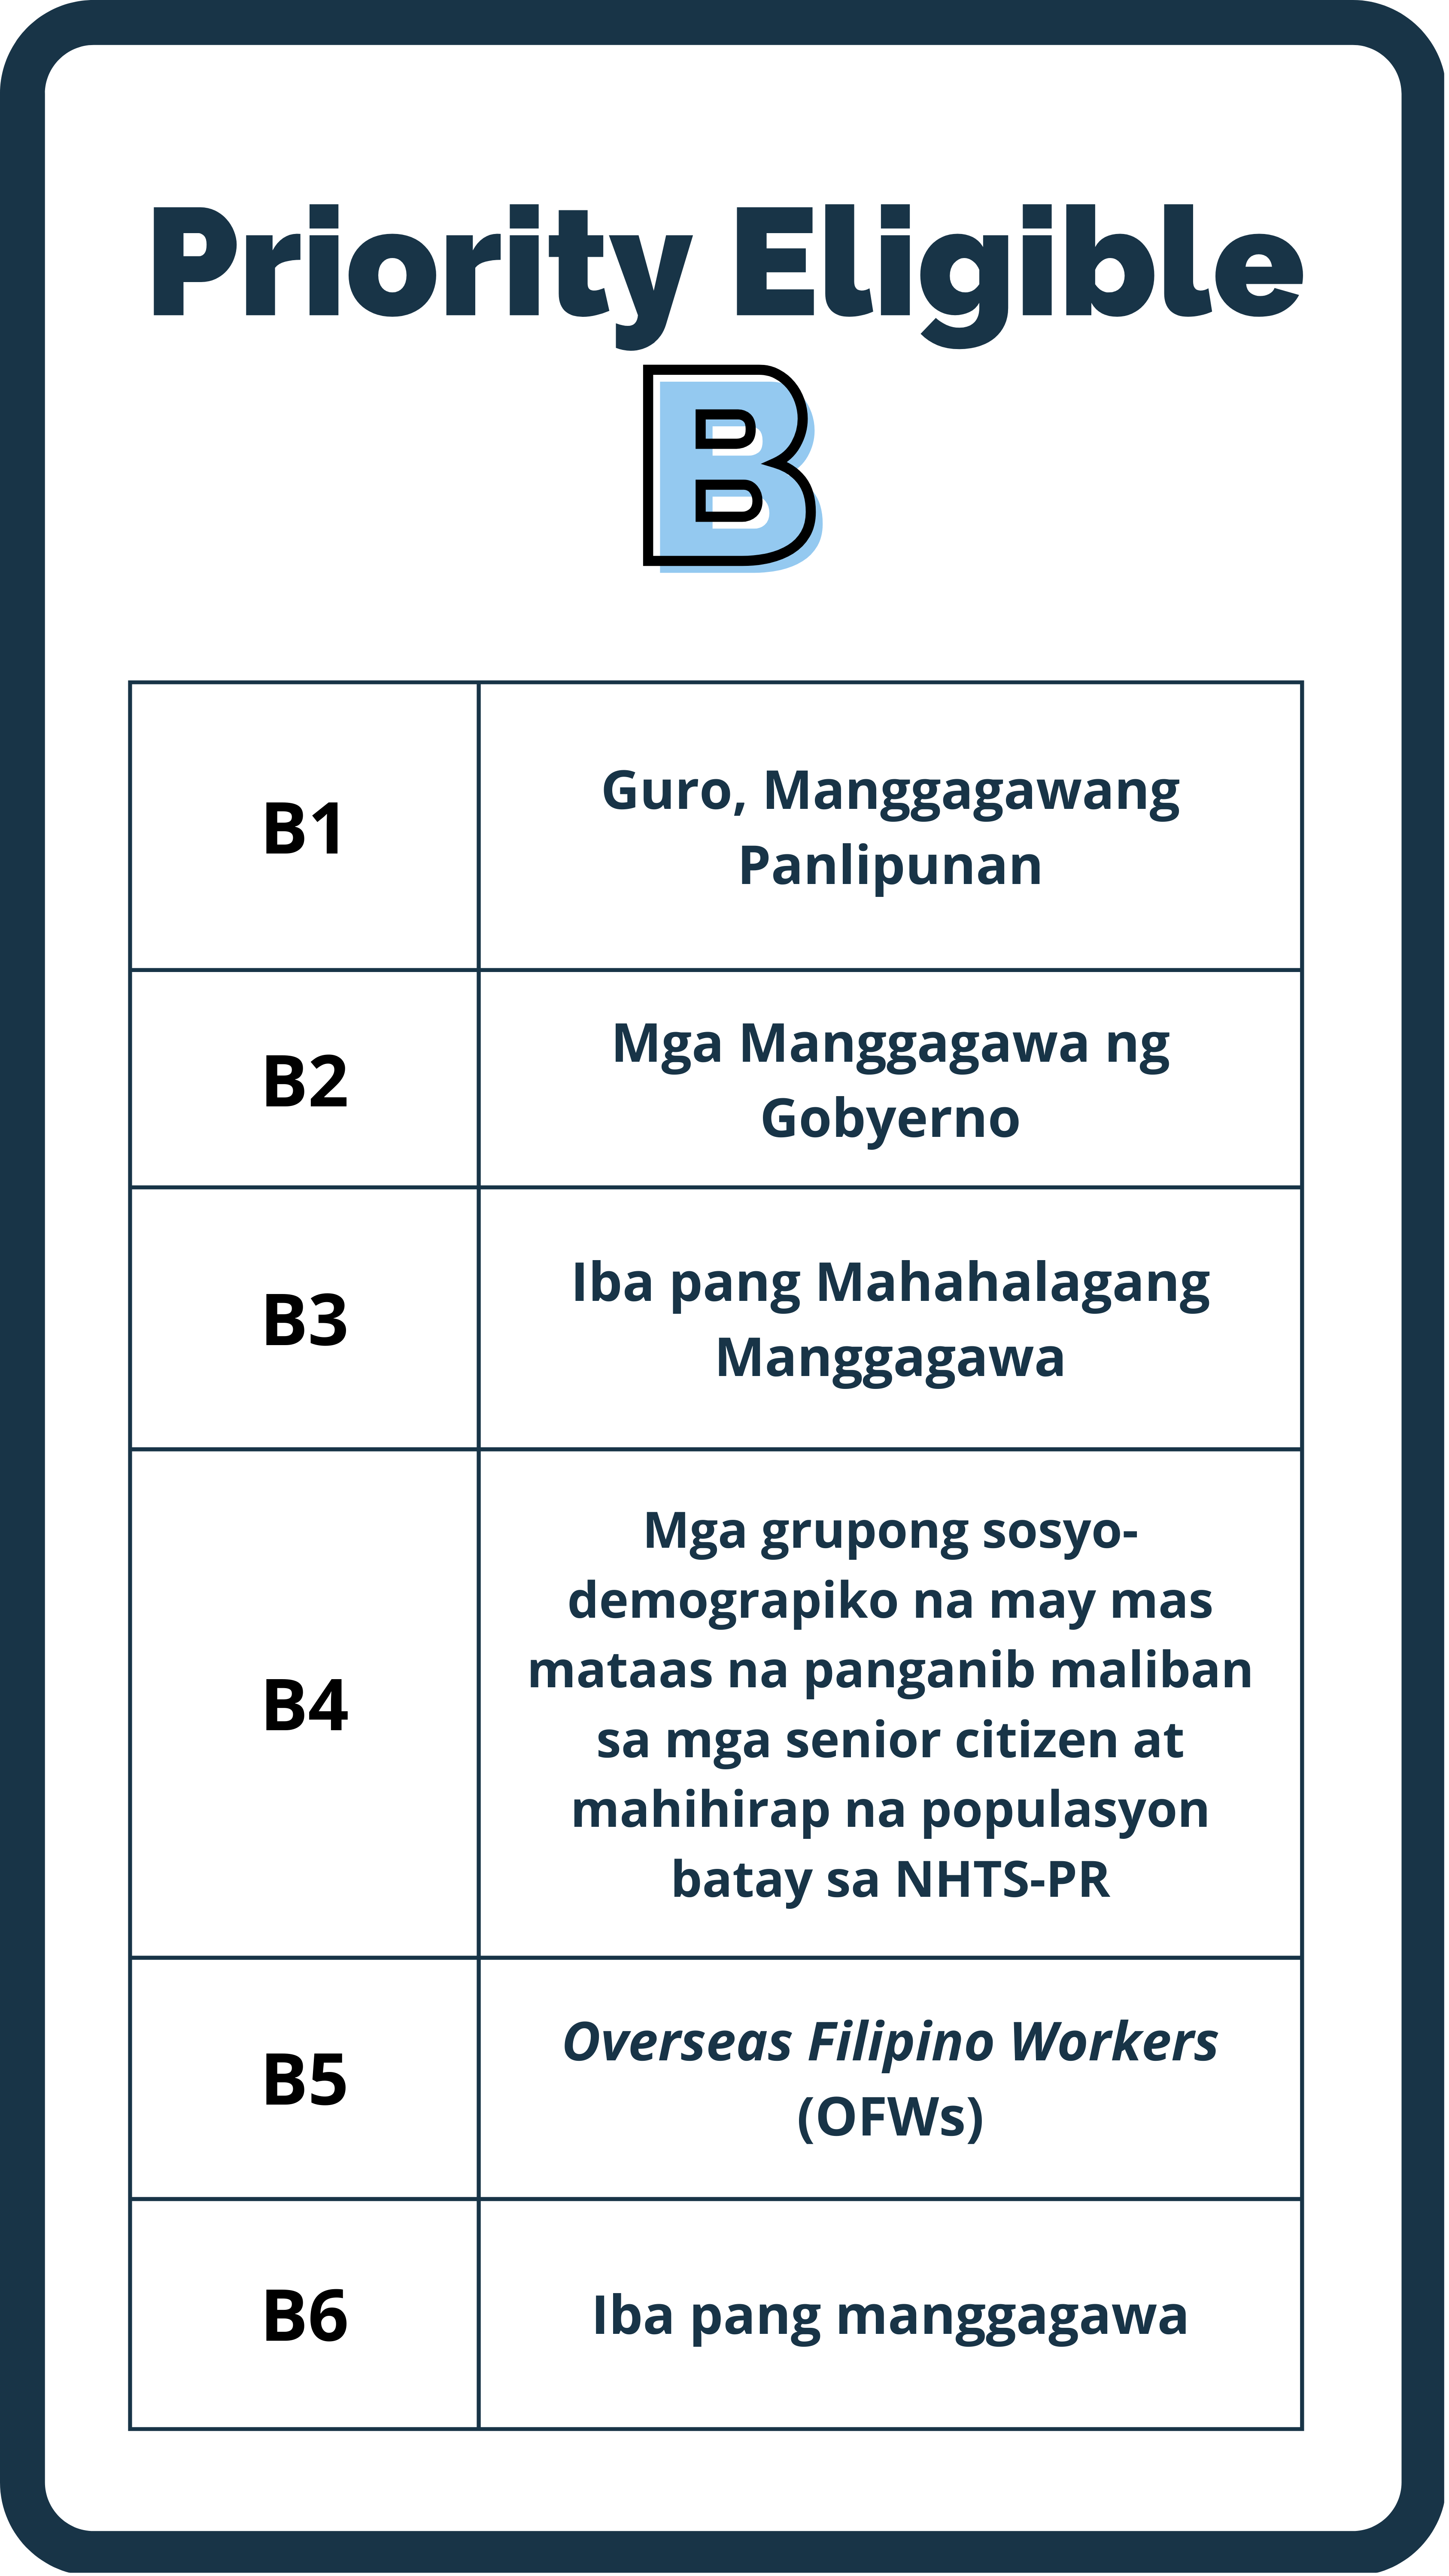 Priority Eligible
B
B1
Guro, Manggagawang
Panlipunan
B2
Mga Manggagawa ng
Gobyerno
B3
Iba pang Mahahalagang
Manggagawa
B4
Mga grupong sosyo-
demograpiko na may mas
mataas na panganib maliban
sa mga senior citizen at
mahihirap na populasyon
batay sa NHTS-PR
B5
Overseas Filipino Workers
(OFWs)
B6
Iba pang manggagawa